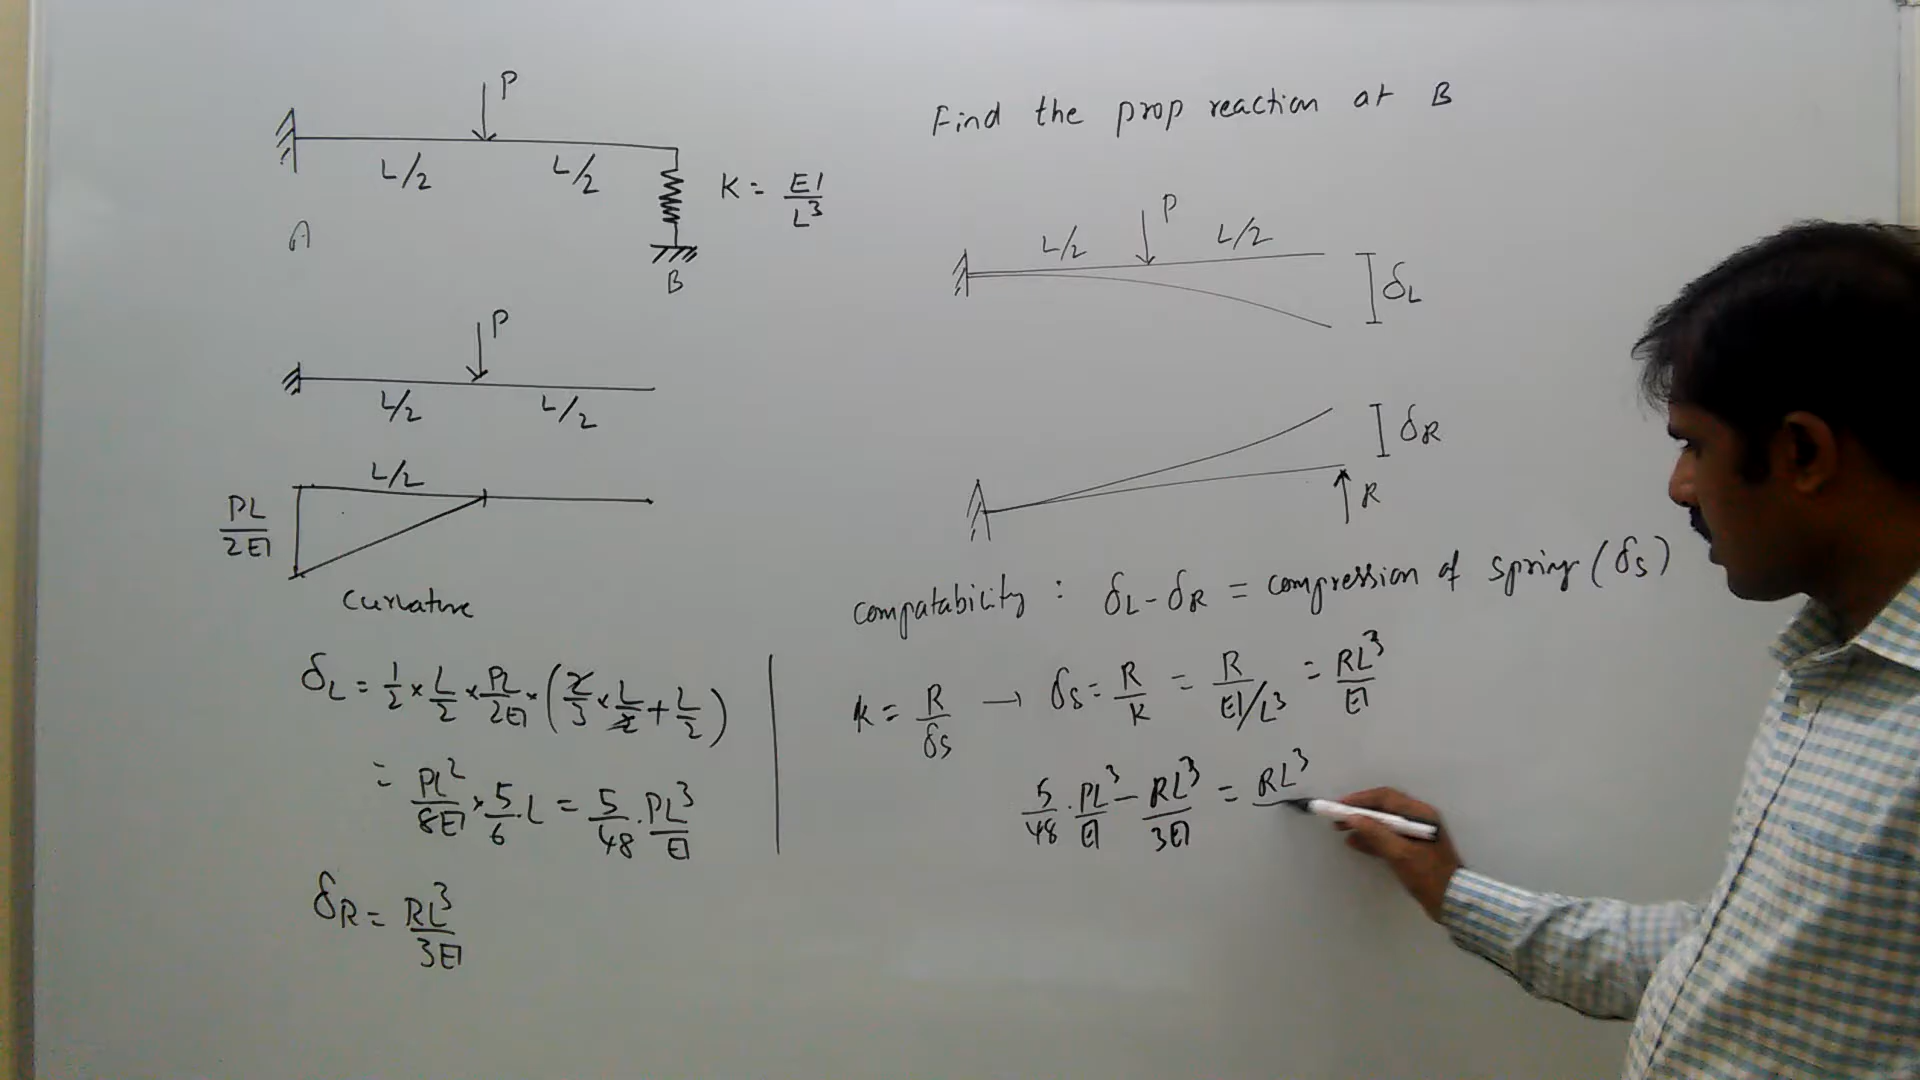 P
L/2 L/2
K = EI/L³
A
B
P
L/2 L/2
L/2
PL/2EI
Curvature
δL = 1/2 × L/2 × PL/2EI × (2/3 × L/2 + L/2)
= PL²/8EI × 5/6 . L = 5/48 . PL³/EI
δR = RL³/3EI
Find the prop reaction at B
P
L/2 L/2
δL
δR
R
compatability : δL - δR = compression of spring (δs)
K = R/δs → δs = R/K = R/EI/L³ = RL³/EI
5/48 . PL³/EI - RL³/3EI = RL³